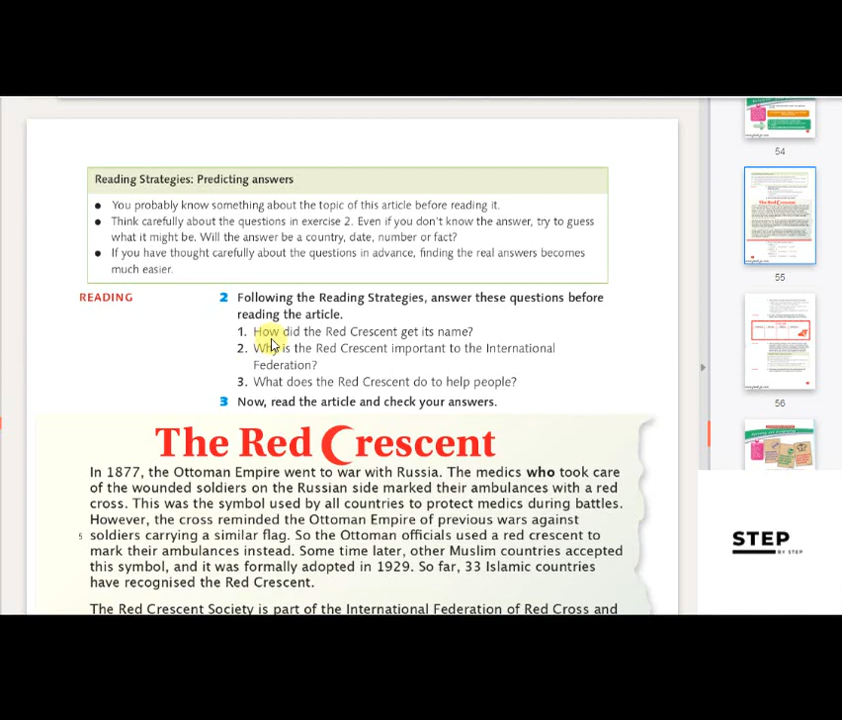 Reading Strategies: Predicting answers
● You probably know something about the topic of this article before reading it.
● Think carefully about the questions in exercise 2. Even if you don't know the answer, try to guess
what it might be. Will the answer be a country, date, number or fact?
● If you have thought carefully about the questions in advance, finding the real answers becomes
much easier.
READING
2 Following the Reading Strategies, answer these questions before
reading the article.
1. How did the Red Crescent get its name?
2. Why is the Red Crescent important to the International
Federation?
3. What does the Red Crescent do to help people?
3 Now, read the article and check your answers.
The Red Crescent
In 1877, the Ottoman Empire went to war with Russia. The medics who took care
of the wounded soldiers on the Russian side marked their ambulances with a red
cross. This was the symbol used by all countries to protect medics during battles.
However, the cross reminded the Ottoman Empire of previous wars against
5 soldiers carrying a similar flag. So the Ottoman officials used a red crescent to
mark their ambulances instead. Some time later, other Muslim countries accepted
this symbol, and it was formally adopted in 1929. So far, 33 Islamic countries
have recognised the Red Crescent.
The Red Crescent Society is part of the International Federation of Red Cross and
54
The Red Crescent
55
56
STEP
BY STEP